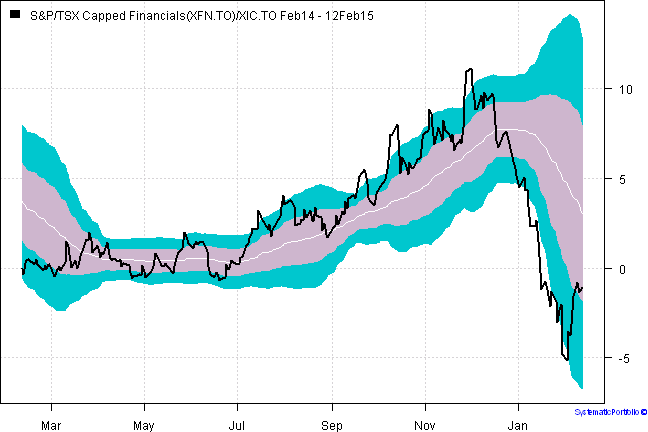 S&P/TSX Capped Financials(XFN.TO)/XIC.TO Feb14 - 12Feb15
10
5
0
-5
Mar May Jul Sep Nov Jan
SystematicPortfolio ©